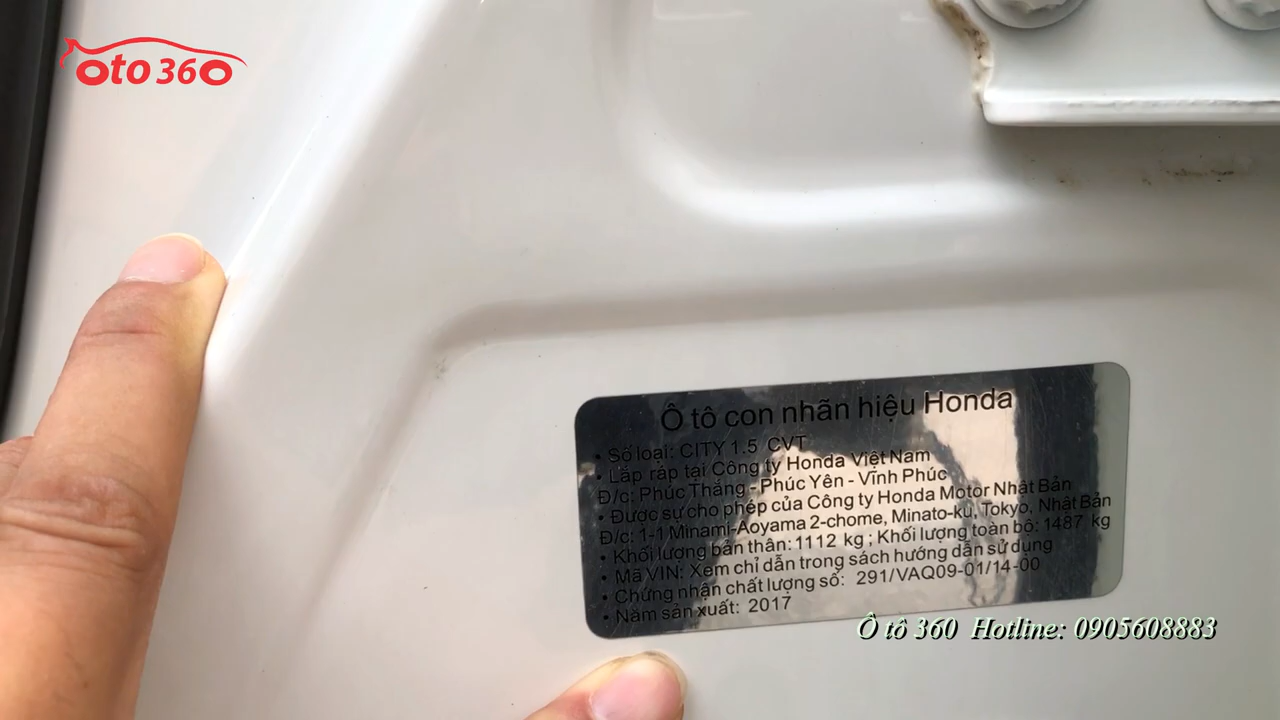 oto 360
Ô tô con nhãn hiệu Honda
• Số loại: CITY 1.5 CVT
• Lắp ráp tại Công ty Honda Việt Nam
Đ/c: Phúc Thắng - Phúc Yên - Vĩnh Phúc
• Được sự cho phép của Công ty Honda Motor Nhật Bản
Đ/c: 1-1 Minami-Aoyama 2-chome, Minato-ku, Tokyo, Nhật Bản
• Khối lượng bản thân: 1112 kg ; Khối lượng toàn bộ: 1487 kg
• Mã VIN: Xem chỉ dẫn trong sách hướng dẫn sử dụng
• Chứng nhận chất lượng số: 291/VAQ09-01/14-00
• Năm sản xuất: 2017
Ô tô 360 Hotline: 0905608883